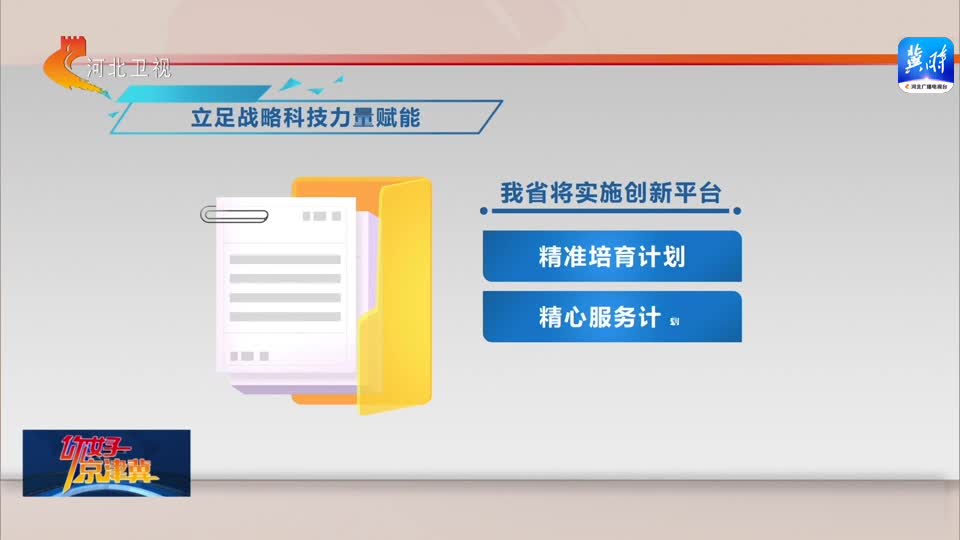 河北卫视
冀时
河北广播电视台
立足战略科技力量赋能
我省将实施创新平台
精准培育计划
精心服务计划
你好
京津冀